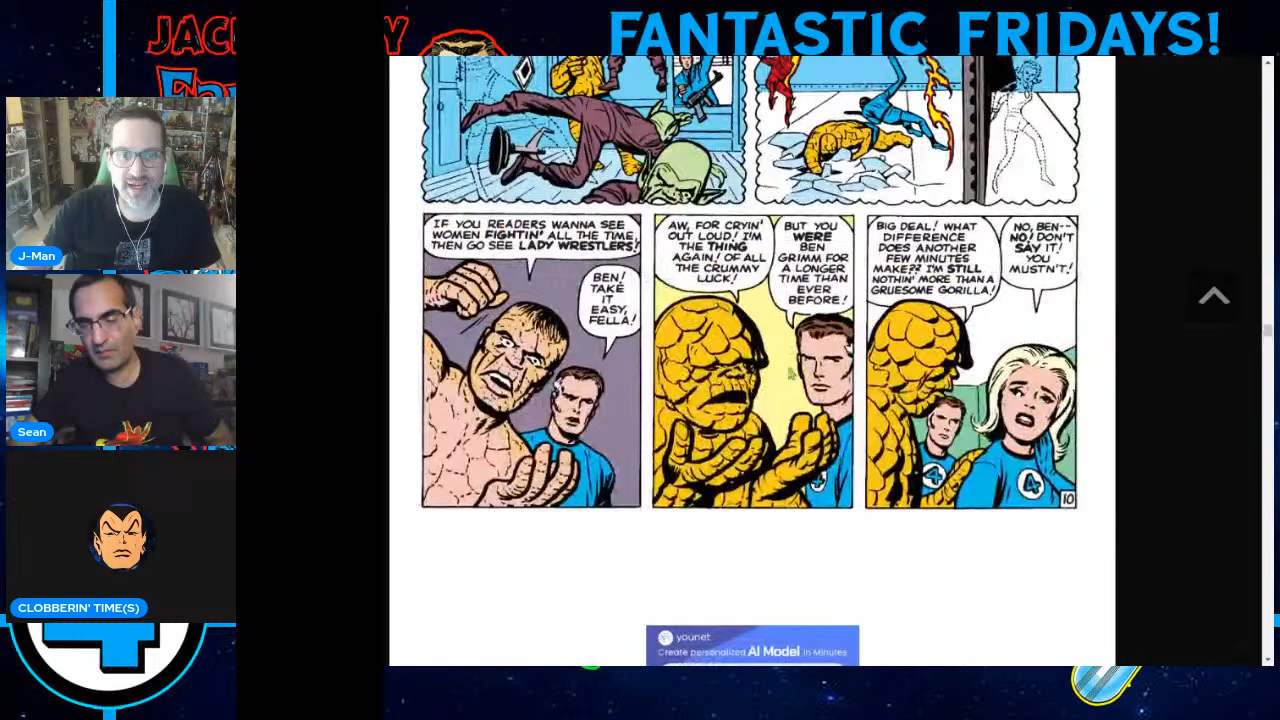 FANTASTIC FRIDAYS!
J-Man
Sean
CLOBBERIN' TIME(S)
IF YOU READERS WANNA SEE
WOMEN FIGHTIN' ALL THE TIME,
THEN GO SEE LADY WRESTLERS!
BEN!
TAKE
IT
EASY,
FELLA!
AW, FOR CRYIN'
OUT LOUD! I'M
THE THING
AGAIN! OF ALL
THE CRUMMY
LUCK!
BUT YOU
WERE
BEN
GRIMM FOR
A LONGER
TIME THAN
EVER
BEFORE!
BIG DEAL! WHAT
DIFFERENCE
DOES ANOTHER
FEW MINUTES
MAKE?? I'M STILL
NOTHIN' MORE THAN A
GRUESOME GORILLA!
NO, BEN--
NO! DON'T
SAY IT!
YOU
MUSTN'T!
4
4
10
younet
Create personalized AI Model in Minutes